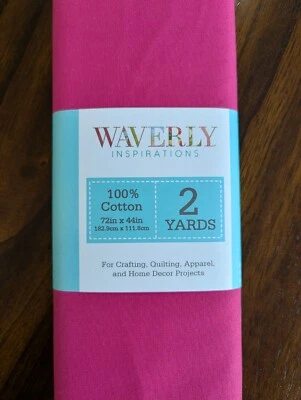 WAVERLY
INSPIRATIONS
100%
Cotton
72in x 44in
182.9cm x 111.8cm
2
YARDS
For Crafting, Quilting, Apparel,
and Home Decor Projects